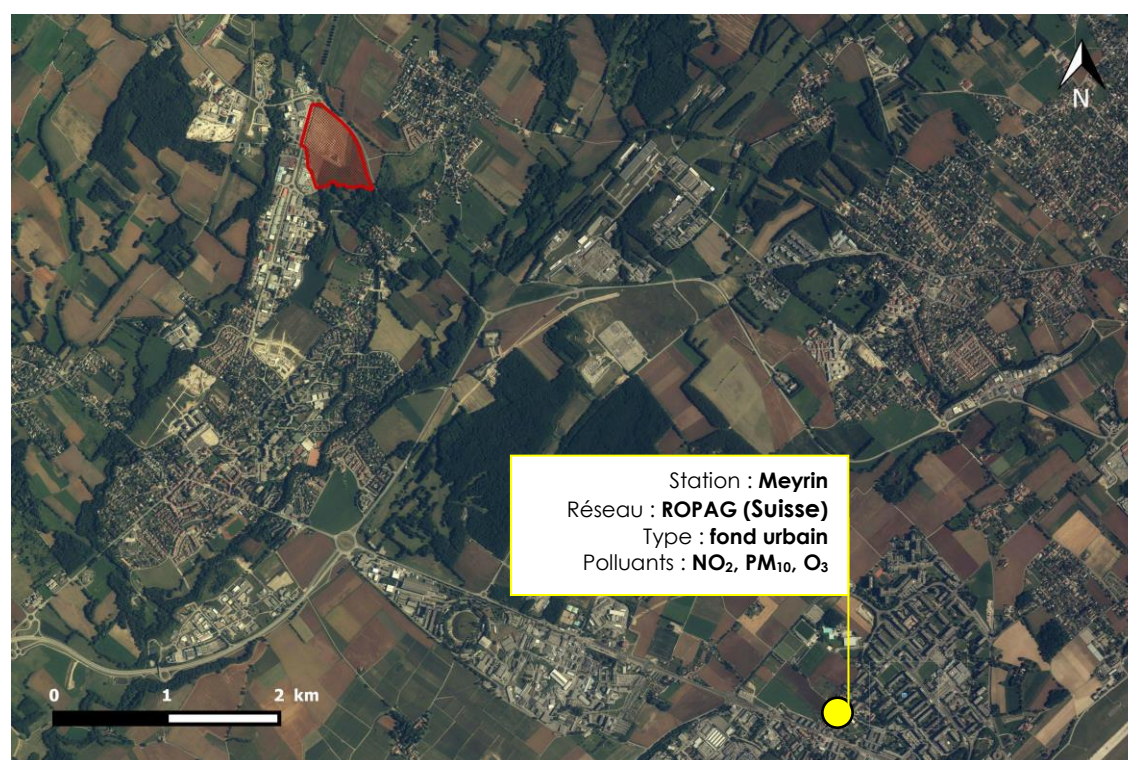 N
Station : Meyrin
Réseau : ROPAG (Suisse)
Type : fond urbain
Polluants : NO₂, PM₁₀, O₃
0 1 2 km